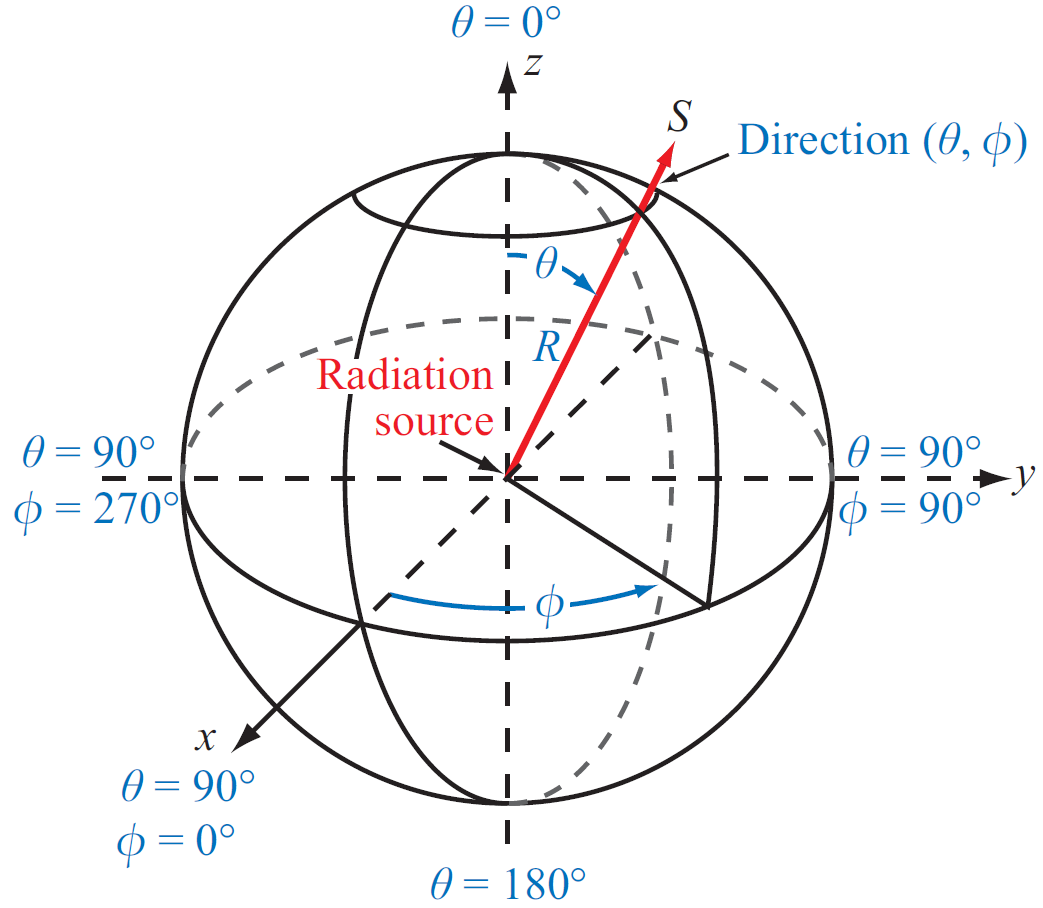 θ = 0°
z
S
Direction (θ, ϕ)
θ
R
Radiation
source
θ = 90°
ϕ = 270°
θ = 90°
ϕ = 90°
y
ϕ
x
θ = 90°
ϕ = 0°
θ = 180°